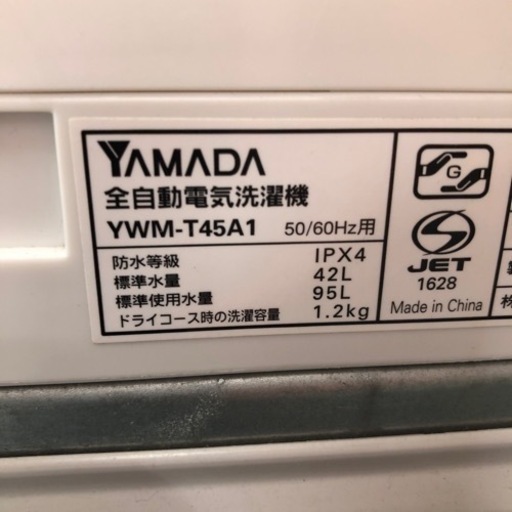 YAMADA
全自動電気洗濯機
YWM-T45A1 50/60Hz用
防水等級 IPX4
標準水量 42L
標準使用水量 95L
ドライコース時の洗濯容量 1.2kg
G
S
JET
1628
Made in China
株